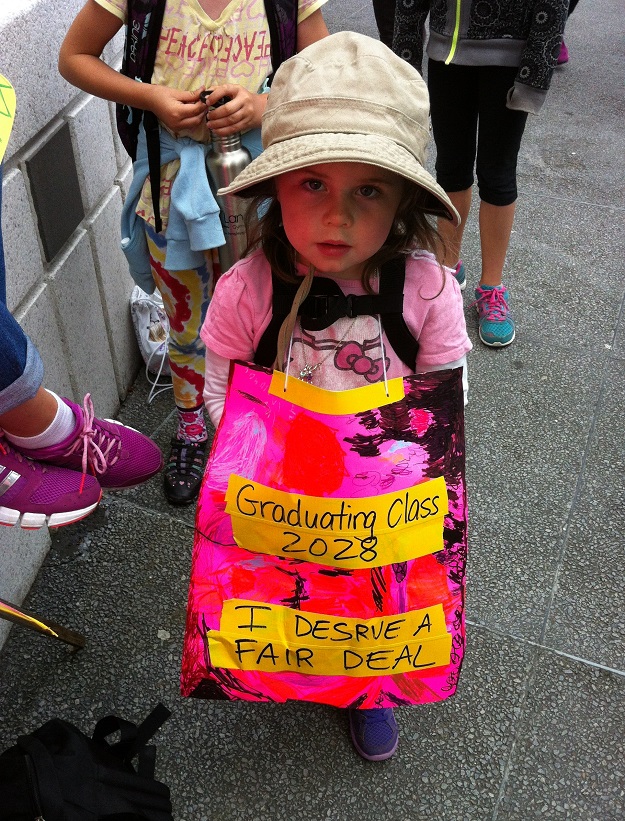 Graduating Class
2028
I DESRVE A
FAIR DEAL